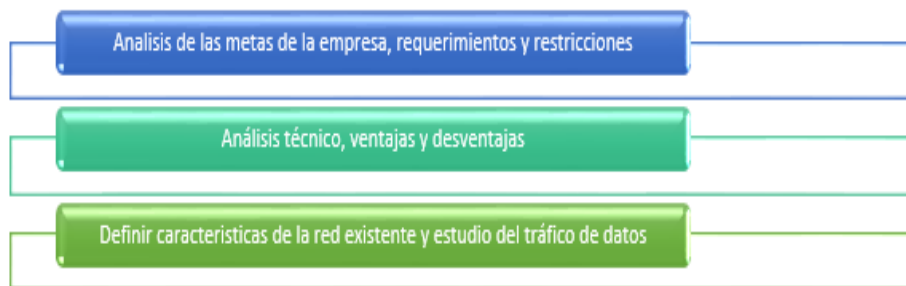 Analisis de las metas de la empresa, requerimientos y restricciones
Análisis técnico, ventajas y desventajas
Definir caracteristicas de la red existente y estudio del tráfico de datos